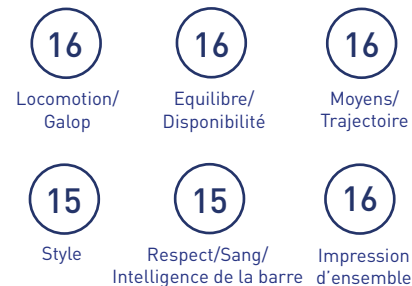 16 16 16
Locomotion/ Equilibre/ Moyens/
Galop Disponibilité Trajectoire
15 15 16
Style Respect/Sang/ Impression
Intelligence de la barre d'ensemble